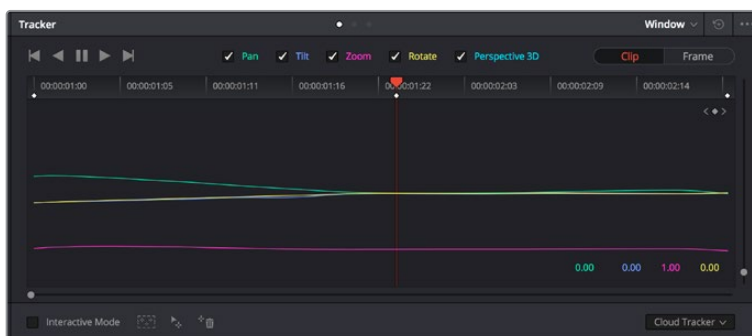 Tracker
Window
Pan Tilt Zoom Rotate Perspective 3D Clip Frame
00:00:01:00 00:00:01:05 00:00:01:11 00:00:01:16 00:00:01:22 00:00:02:03 00:00:02:09 00:00:02:14
0.00 0.00 1.00 0.00
Interactive Mode
Cloud Tracker